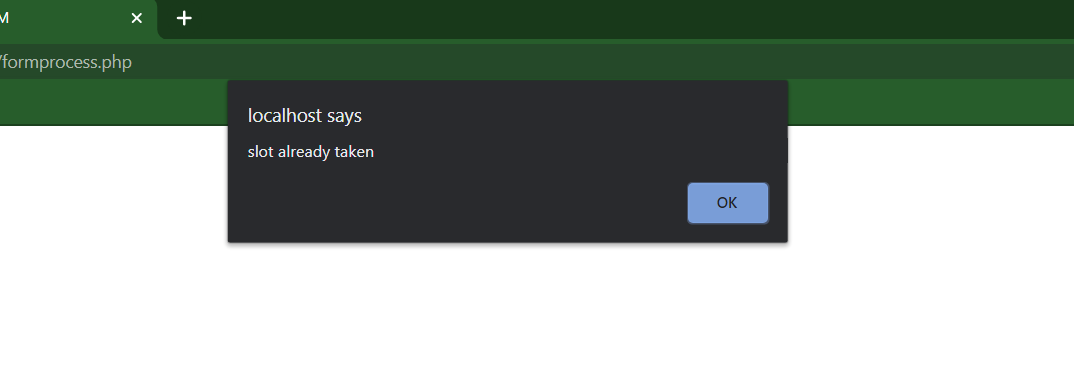 M
/formprocess.php
localhost says
slot already taken
OK